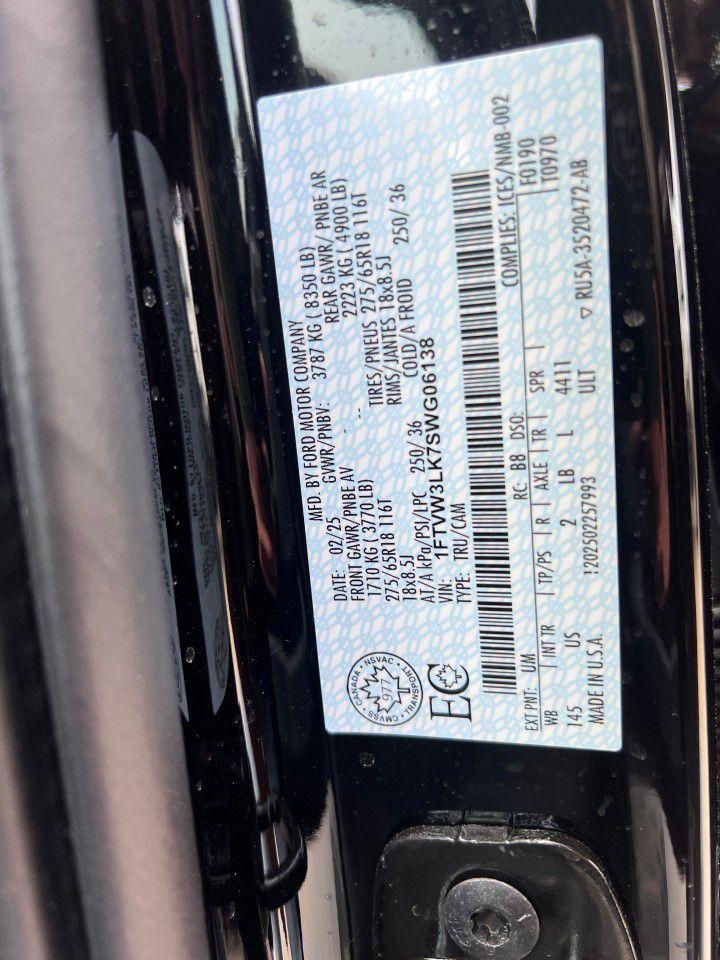 MFD. BY FORD MOTOR COMPANY
DATE: 02/25 GVWR/PNBV: 3787 KG ( 8350 LB)
FRONT GAWR/PNBE AV REAR GAWR/ PNBE AR
1710 KG ( 3770 LB) 2223 KG ( 4900 LB)
275/65R18 116T TIRES/PNEUS 275/65R18 116T
18x8.5J RIMS/JANTES 18x8.5J
AT/A kPa/PSI/LPC 250/36 COLD/A FROID 250/36
VIN: 1FTVW3LK7SWG06138
TYPE: TRU/CAM
CANADA • NSVAC • TRANSPORT • CMVSS •
977
EC
COMPLIES: ICES/NMB-002
EXT PNT: UM RC: BB DSO: F0190
T0970
WB | INT TR | TP/PS | R | AXLE | TR | SPR |
145 US 2 LB L 4411
ULT
MADE IN U.S.A. 1202502257993 ▽ RU5A-3520472-AB